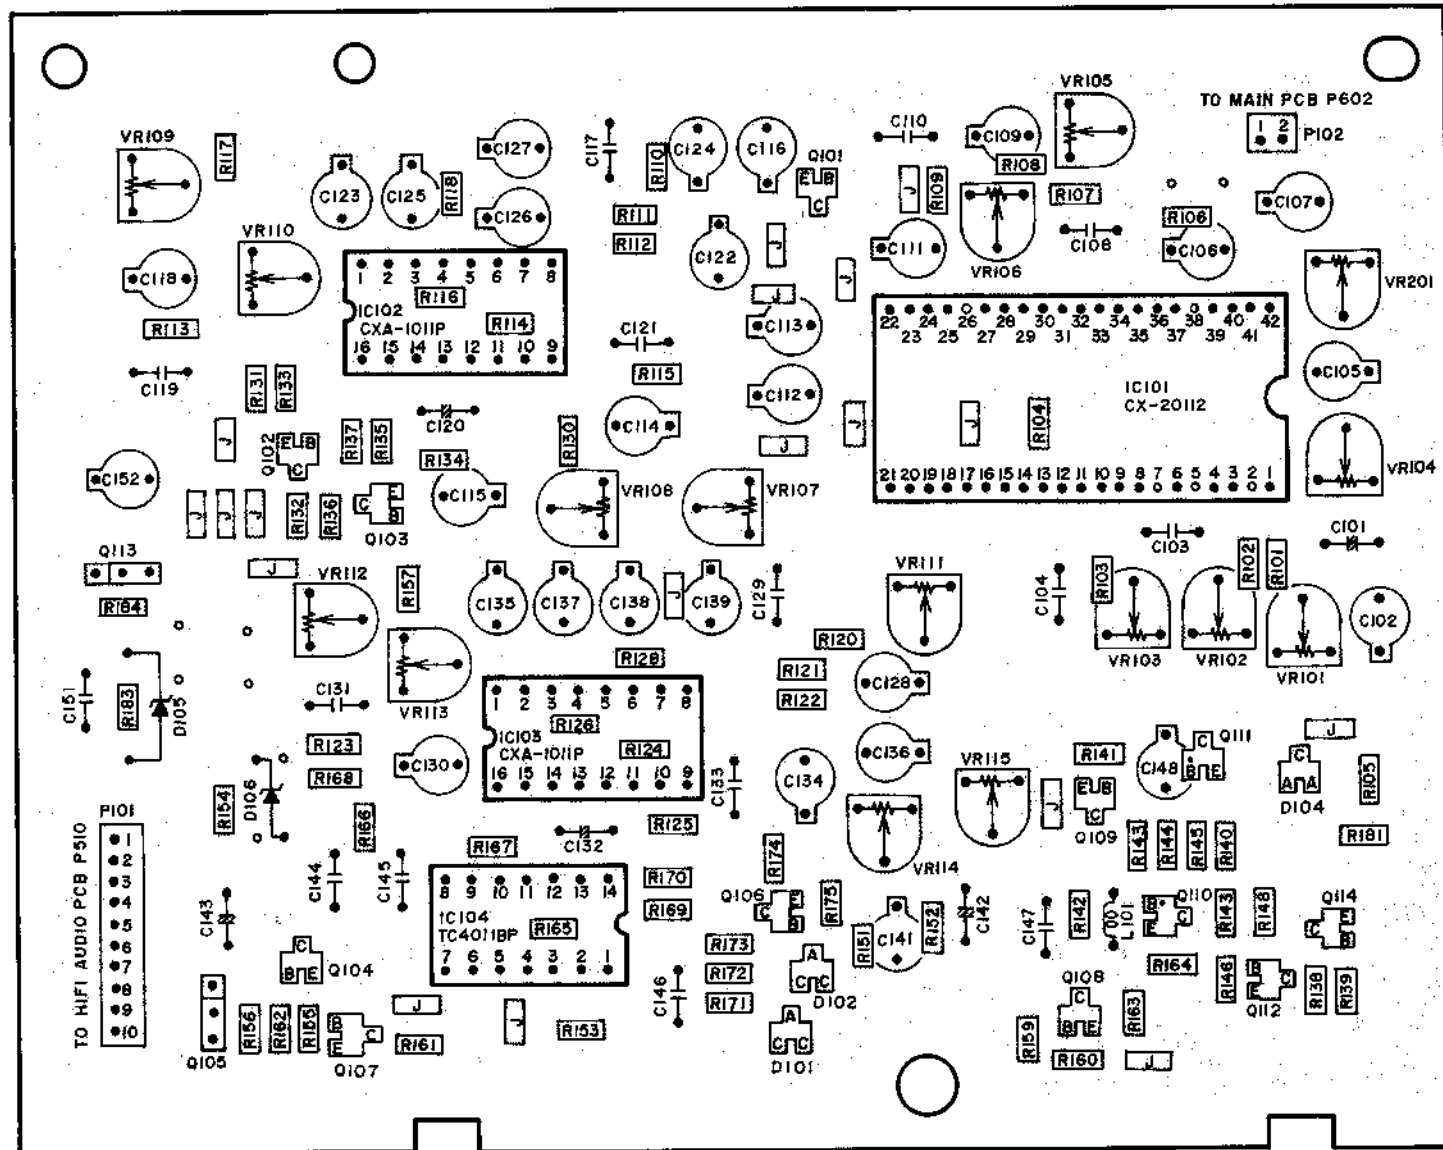 VR105
TO MAIN PCB P602
1 2
P102
VR109
R117
C127
C117
R110
C124
C116
Q101
E B
C
C110
C109
R108
C123
C125
R118
C126
R111
R112
J
R109
R107
C107
R106
VR110
C122
J
C111
VR106
C108
C106
VR201
C118
1 2 3 4 5 6 7 8
R116
IC102
CXA-1011P
R114
16 15 14 13 12 11 10 9
J
J
R113
C121
C113
22 23 24 25 26 27 28 29 30 31 32 33 34 35 36 37 38 39 40 41 42
C119
R131
R133
R115
C112
IC101
CX-20112
C105
C120
C114
J
J
J
R104
J
Q102
E B
C
R137
R135
R130
R134
VR104
C152
C115
VR108
VR107
21 20 19 18 17 16 15 14 13 12 11 10 9 8 7 6 5 4 3 2 1
J
J
J
R132
R136
C
E
B
Q103
C103
C101
Q113
J
VR112
R157
C135
C137
C138
J
C139
C129
VR111
C104
R103
R102
R101
C102
R184
R120
R128
R121
C128
VR103
VR102
VR101
C151
R183
D105
C131
VR113
1 2 3 4 5 6 7 8
R126
IC103
CXA-1011P
R124
16 15 14 13 12 11 10 9
R122
R123
C130
C136
VR115
R141
C148
C
B E
Q111
J
C
A A
D104
R105
R168
C133
C134
R154
D106
P101
R166
R125
J
E B
C
Q109
R143
R144
R145
R140
R181
TO HIFI AUDIO PCB P510
1
2
3
4
5
6
7
8
9
10
C132
R167
R174
VR114
C144
C145
8 9 10 11 12 13 14
IC104
TC4011BP
R165
7 6 5 4 3 2 1
R170
R169
Q106
C
E
B
R175
C143
R151
C141
R152
C142
C147
R142
L101
Q110
B
E
C
R143
R148
Q114
E
B
C
C
B E
Q104
R173
R172
R171
A
C C
D102
R164
R146
Q112
B
E
C
R138
R139
C146
Q108
C
B E
R163
Q105
R156
R162
R155
B
E
C
Q107
J
R161
J
R153
A
C C
D101
R159
R160
J